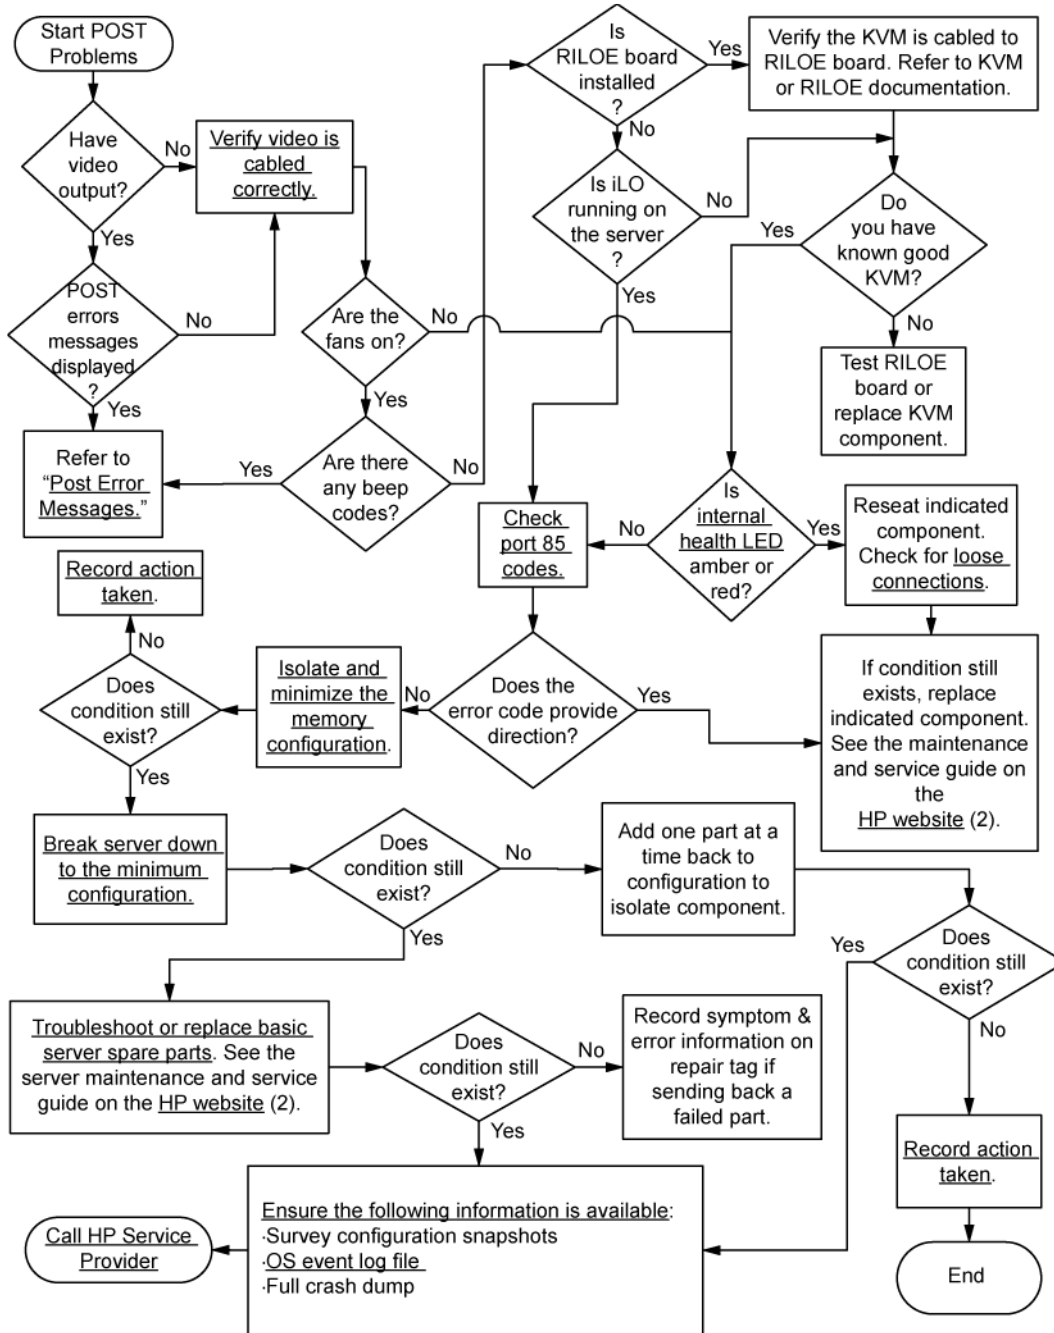 Start POST
Problems
Have
video
output?
No
Yes
Verify video is
cabled
correctly.
POST
errors
messages
displayed
?
No
Yes
Refer to
“Post Error
Messages.”
Are the
fans on?
No
Yes
Are there
any beep
codes?
Yes
No
Is
RILOE board
installed
?
Yes
No
Verify the KVM is cabled to
RILOE board. Refer to KVM
or RILOE documentation.
Is iLO
running on
the server
?
No
Yes
Do
you have
known good
KVM?
Yes
No
Test RILOE
board or
replace KVM
component.
Is
internal
health LED
amber or
red?
No
Yes
Reseat indicated
component.
Check for loose
connections.
Check
port 85
codes.
If condition still
exists, replace
indicated component.
See the maintenance
and service guide on
the
HP website (2).
Does the
error code provide
direction?
No
Yes
Isolate and
minimize the
memory
configuration.
Record action
taken.
No
Does
condition still
exist?
Yes
Break server down
to the minimum
configuration.
Does
condition still
exist?
No
Yes
Add one part at a
time back to
configuration to
isolate component.
Does
condition still
exist?
Yes
No
Troubleshoot or replace basic
server spare parts. See the
server maintenance and service
guide on the HP website (2).
Does
condition still
exist?
No
Yes
Record symptom &
error information on
repair tag if
sending back a
failed part.
Record action
taken.
Ensure the following information is available:
·Survey configuration snapshots
·OS event log file
·Full crash dump
Call HP Service
Provider
End